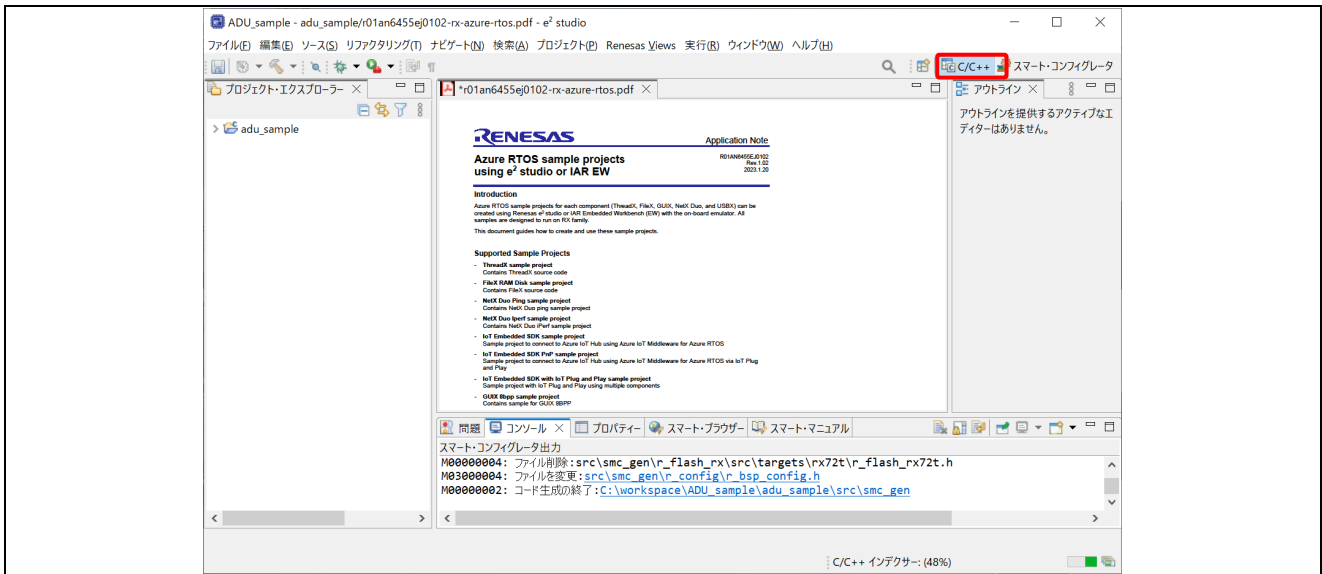 ADU_sample - adu_sample/r01an6455ej0102-rx-azure-rtos.pdf - e² studio
ファイル(F) 編集(E) ソース(S) リファクタリング(T) ナビゲート(N) 検索(A) プロジェクト(P) Renesas Views 実行(R) ウィンドウ(W) ヘルプ(H)
C/C++ スマート・コンフィグレータ
プロジェクト・エクスプローラー
adu_sample
*r01an6455ej0102-rx-azure-rtos.pdf
RENESAS
Application Note
Azure RTOS sample projects
using e² studio or IAR EW
R01AN6455EJ0102
Rev.1.02
2023.1.20
Introduction
Azure RTOS sample projects for each component (ThreadX, FileX, GUIX, NetX Duo, and USBX) can be
created using Renesas e² studio or IAR Embedded Workbench (EW) with the on-board emulator. All
samples are designed to run on RX family.
This document guides how to create and use these sample projects.
Supported Sample Projects
- ThreadX sample project
Contains ThreadX source code
- FileX RAM Disk sample project
Contains FileX source code
- NetX Duo Ping sample project
Contains NetX Duo ping sample project
- NetX Duo Iperf sample project
Contains NetX Duo iPerf sample project
- IoT Embedded SDK sample project
Sample project to connect to Azure IoT Hub using Azure IoT Middleware for Azure RTOS
- IoT Embedded SDK PnP sample project
Sample project to connect to Azure IoT Hub using Azure IoT Middleware for Azure RTOS via IoT Plug
and Play
- IoT Embedded SDK with IoT Plug and Play sample project
Sample project with IoT Plug and Play using multiple components
- GUIX 8bpp sample project
Contains sample for GUIX 8BPP
アウトライン
アウトラインを提供するアクティブなエ
ディターはありません。
問題 コンソール プロパティー スマート・ブラウザー スマート・マニュアル
スマート・コンフィグレータ出力
M00000004: ファイル削除:src\smc_gen\r_flash_rx\src\targets\rx72t\r_flash_rx72t.h
M03000004: ファイルを変更:src\smc_gen\r_config\r_bsp_config.h
M00000002: コード生成の終了:C:\workspace\ADU_sample\adu_sample\src\smc_gen
C/C++ インデクサー: (48%)